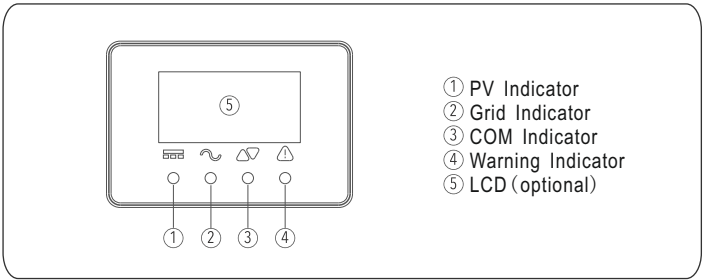 ⑤
① ② ③ ④
① PV Indicator
② Grid Indicator
③ COM Indicator
④ Warning Indicator
⑤ LCD (optional)